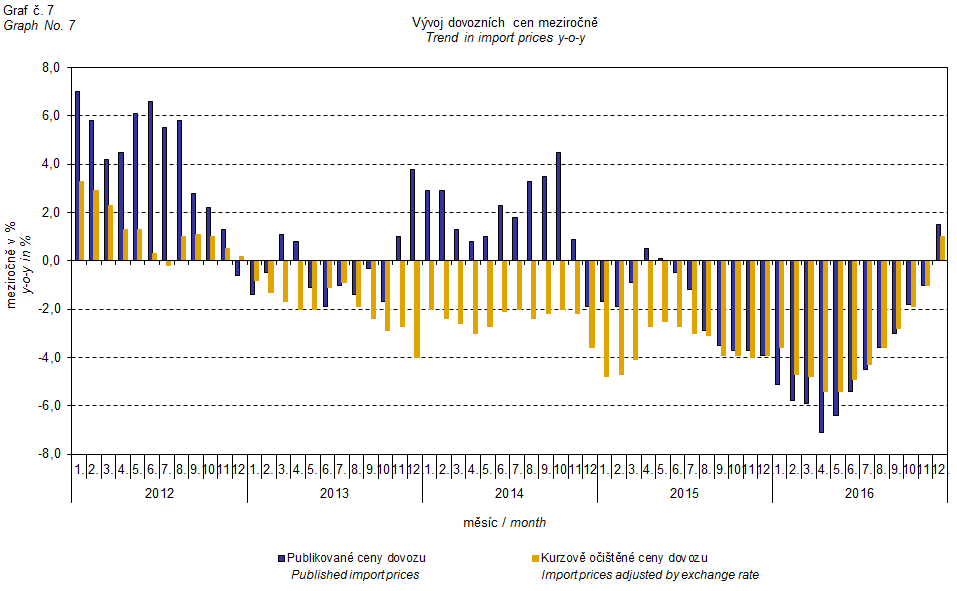 Graf č. 7
Graph No. 7
Vývoj dovozních cen meziročně
Trend in import prices y-o-y
8,0
6,0
4,0
2,0
0,0
-2,0
-4,0
-6,0
-8,0
meziročně v %
y-o-y in %
1. 2. 3. 4. 5. 6. 7. 8. 9. 10 11 12 1. 2. 3. 4. 5. 6. 7. 8. 9. 10 11 12 1. 2. 3. 4. 5. 6. 7. 8. 9. 10 11 12 1. 2. 3. 4. 5. 6. 7. 8. 9. 10 11 12 1. 2. 3. 4. 5. 6. 7. 8. 9. 10 11 12.
2012 2013 2014 2015 2016
měsíc / month
Publikované ceny dovozu Kurzově očištěné ceny dovozu
Published import prices Import prices adjusted by exchange rate